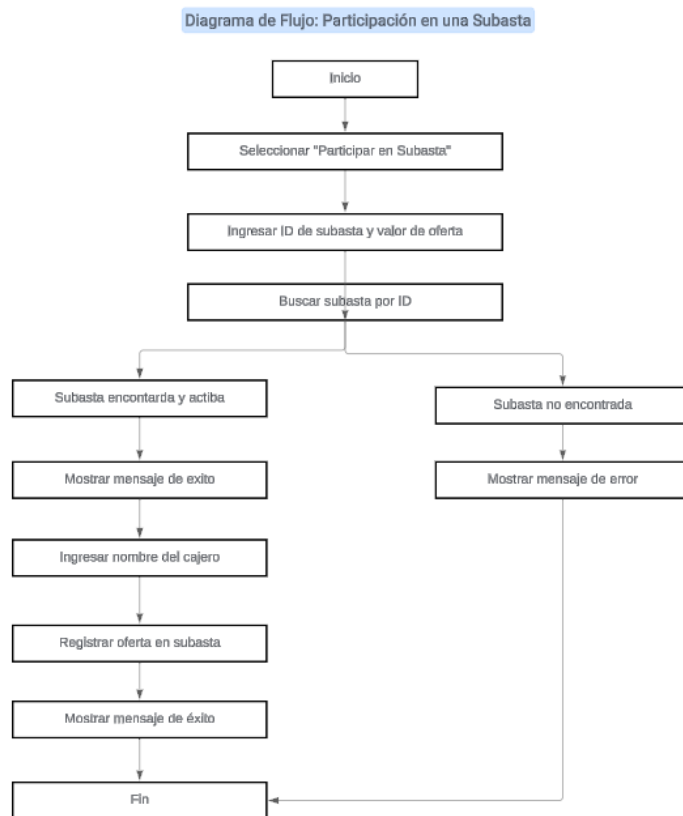 Diagrama de Flujo: Participación en una Subasta
Inicio
Seleccionar "Participar en Subasta"
Ingresar ID de subasta y valor de oferta
Buscar subasta por ID
Subasta encontarda y actiba
Subasta no encontrada
Mostrar mensaje de exito
Mostrar mensaje de error
Ingresar nombre del cajero
Registrar oferta en subasta
Mostrar mensaje de éxito
Fin